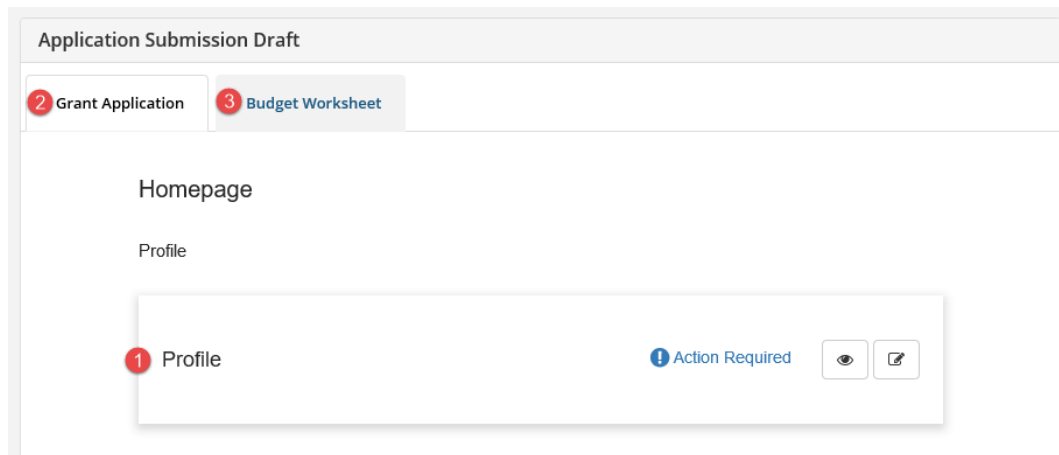 Application Submission Draft
2 Grant Application 3 Budget Worksheet
Homepage
Profile
1 Profile ! Action Required